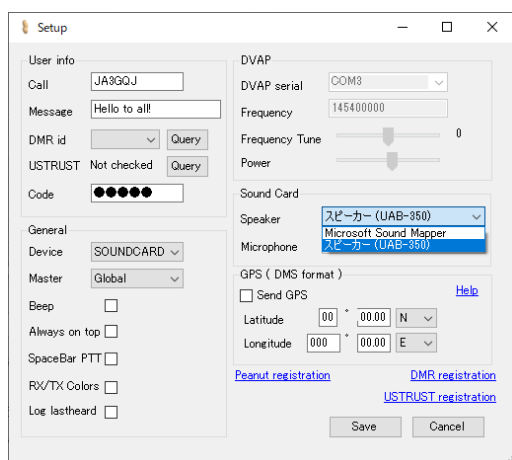 Setup
User info
Call JA3GQJ
Message Hello to all!
DMR id Query
USTRUST Not checked Query
Code ●●●●●
General
Device SOUNDCARD
Master Global
Beep
Always on top
SpaceBar PTT
RX/TX Colors
Log lastheard
DVAP
DVAP serial COM3
Frequency 145400000
Frequency Tune 0
Power
Sound Card
Speaker スピーカー (UAB-350)
Microsoft Sound Mapper
Microphone スピーカー (UAB-350)
GPS ( DMS format )
Send GPS Help
Latitude 00 ° 00.00 N
Longitude 000 ° 00.00 E
Peanut registration DMR registration
USTRUST registration
Save Cancel